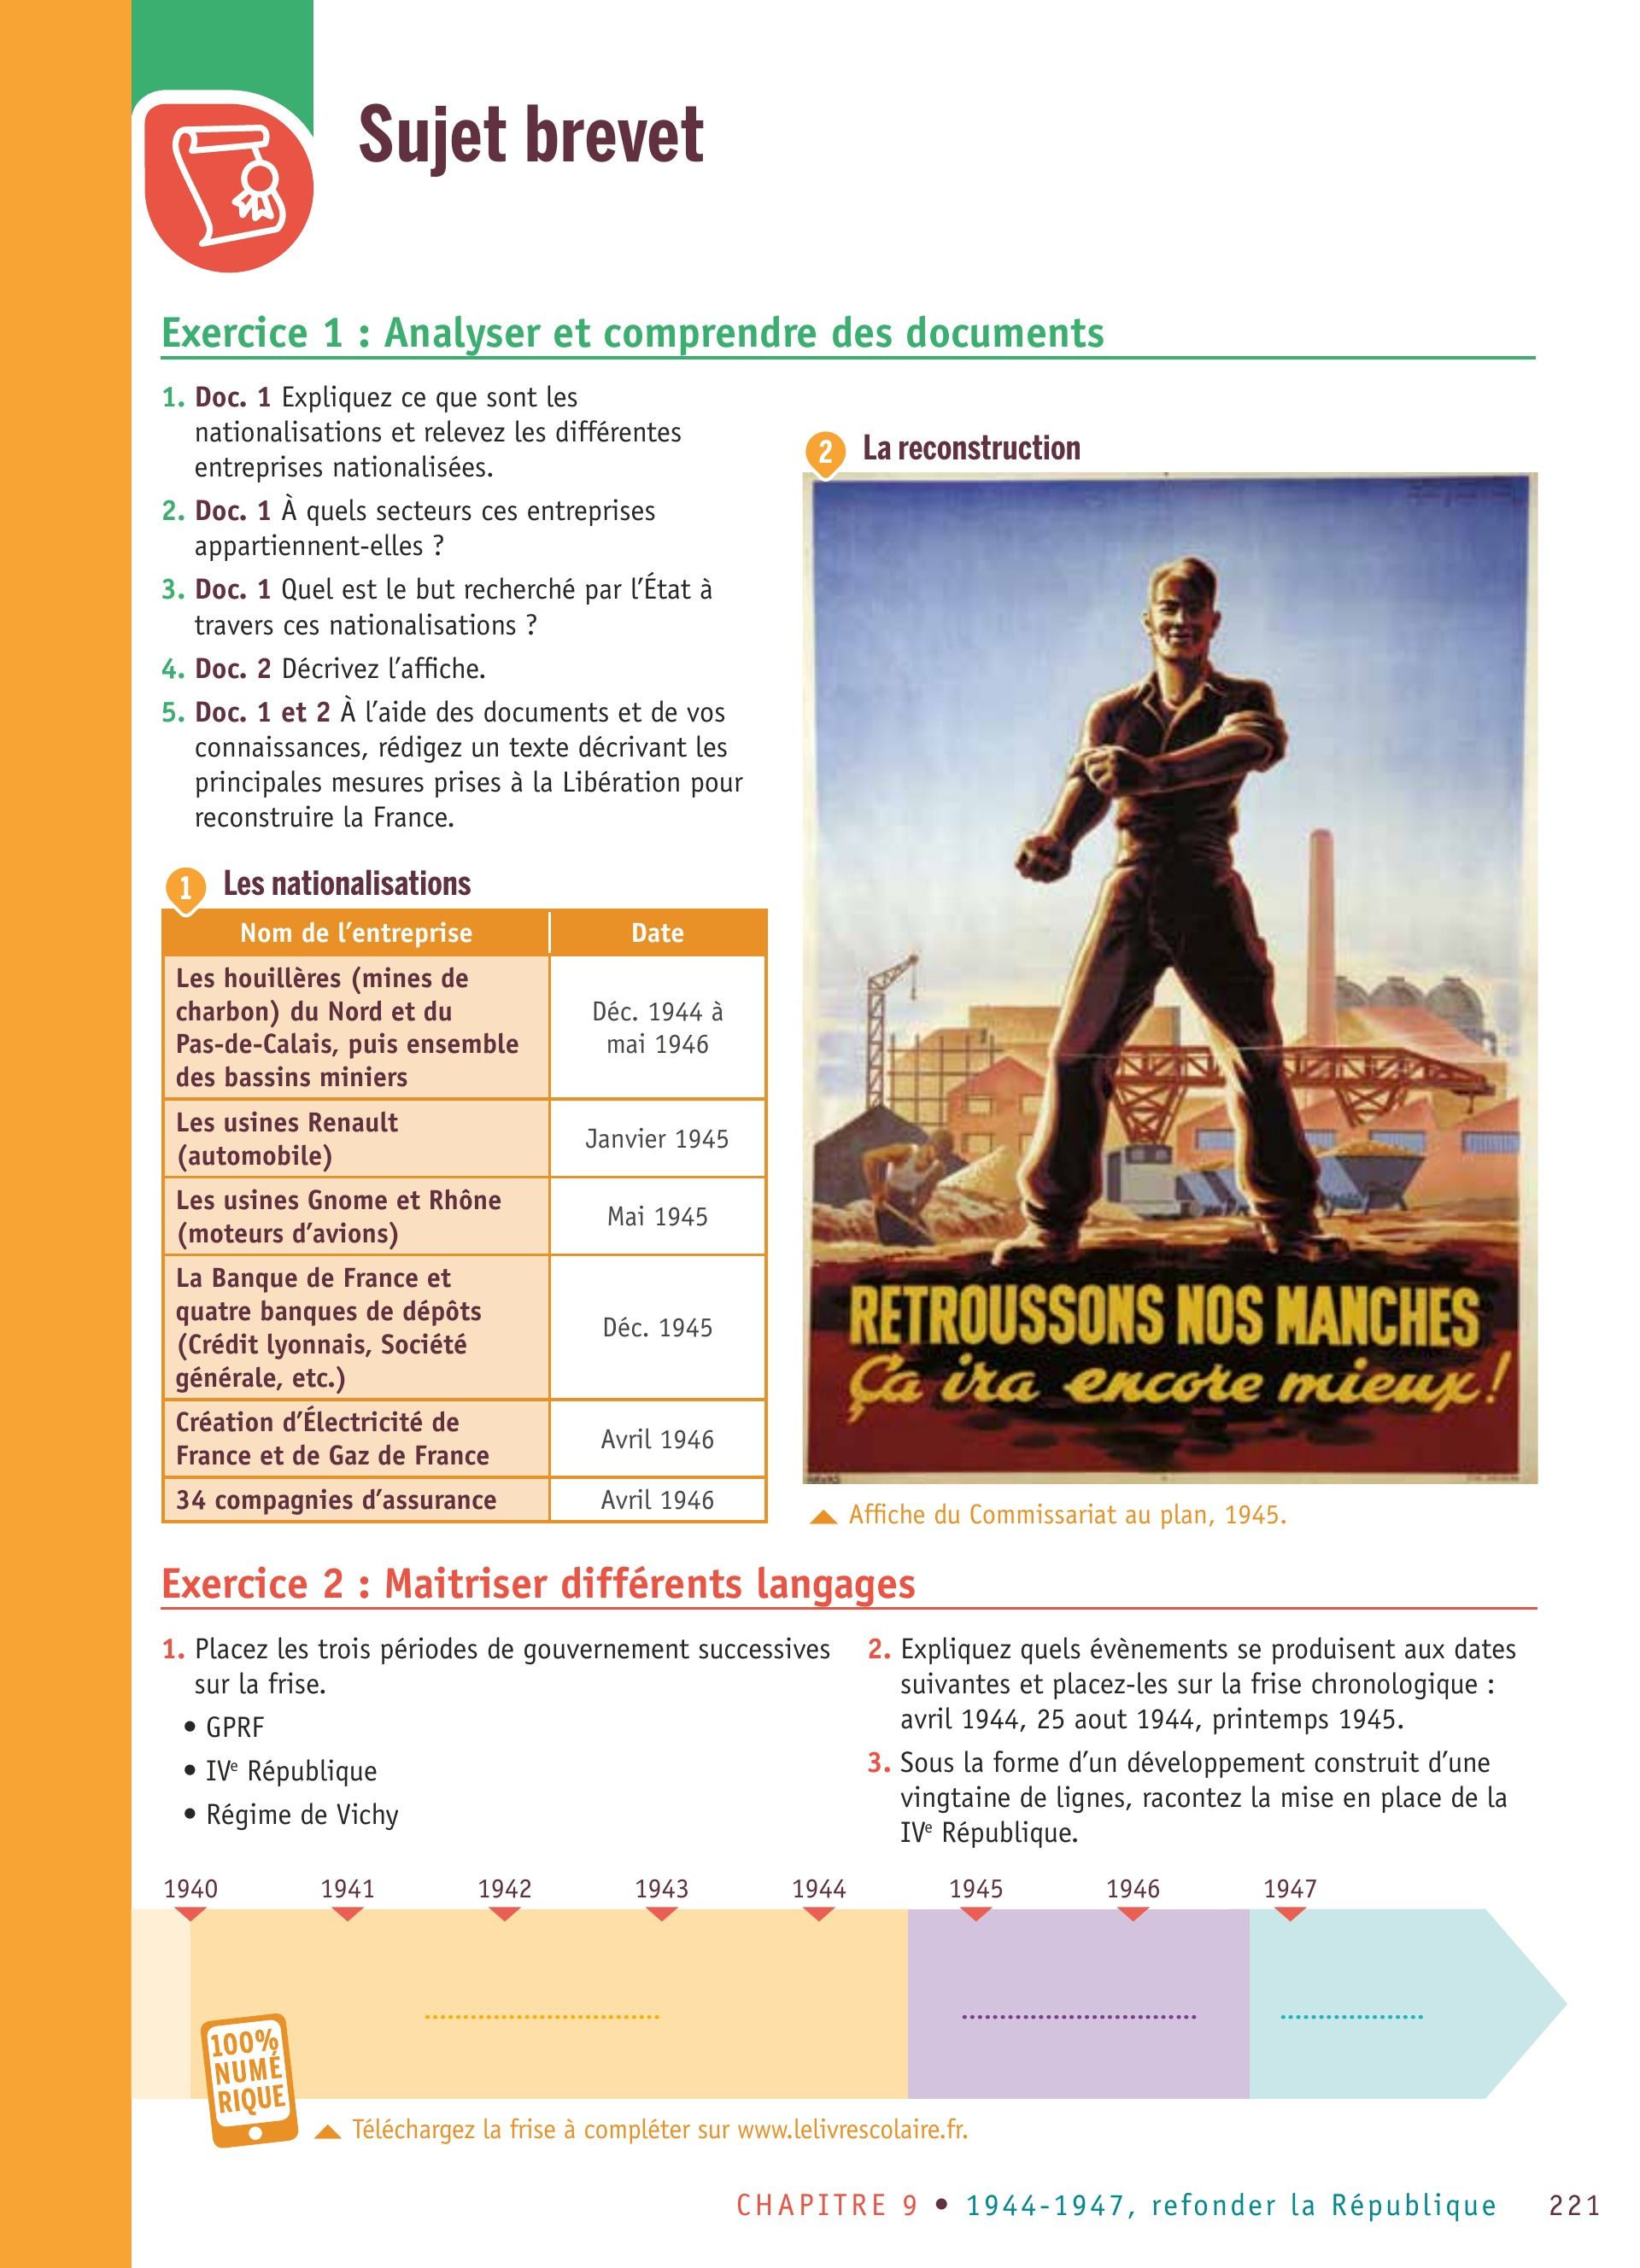 Sujet brevet
Exercice 1 : Analyser et comprendre des documents
1. Doc. 1 Expliquez ce que sont les
nationalisations et relevez les différentes
entreprises nationalisées.
2. Doc. 1 À quels secteurs ces entreprises
appartiennent-elles ?
3. Doc. 1 Quel est le but recherché par l'État à
travers ces nationalisations ?
4. Doc. 2 Décrivez l'affiche.
5. Doc. 1 et 2 À l'aide des documents et de vos
connaissances, rédigez un texte décrivant les
principales mesures prises à la Libération pour
reconstruire la France.
1 Les nationalisations
Nom de l'entreprise Date
Les houillères (mines de
charbon) du Nord et du
Pas-de-Calais, puis ensemble
des bassins miniers
Déc. 1944 à
mai 1946
Les usines Renault
(automobile)
Janvier 1945
Les usines Gnome et Rhône
(moteurs d'avions)
Mai 1945
La Banque de France et
quatre banques de dépôts
(Crédit lyonnais, Société
générale, etc.)
Déc. 1945
Création d'Électricité de
France et de Gaz de France
Avril 1946
34 compagnies d'assurance Avril 1946
2 La reconstruction
RETROUSSONS NOS MANCHES
Ça ira encore mieux !
Affiche du Commissariat au plan, 1945.
Exercice 2 : Maitriser différents langages
1. Placez les trois périodes de gouvernement successives
sur la frise.
• GPRF
• IVe République
• Régime de Vichy
2. Expliquez quels évènements se produisent aux dates
suivantes et placez-les sur la frise chronologique :
avril 1944, 25 aout 1944, printemps 1945.
3. Sous la forme d'un développement construit d'une
vingtaine de lignes, racontez la mise en place de la
IVe République.
1940 1941 1942 1943 1944 1945 1946 1947
100%
NUMÉ
RIQUE
Téléchargez la frise à compléter sur www.lelivrescolaire.fr.
CHAPITRE 9 • 1944-1947, refonder la République 221